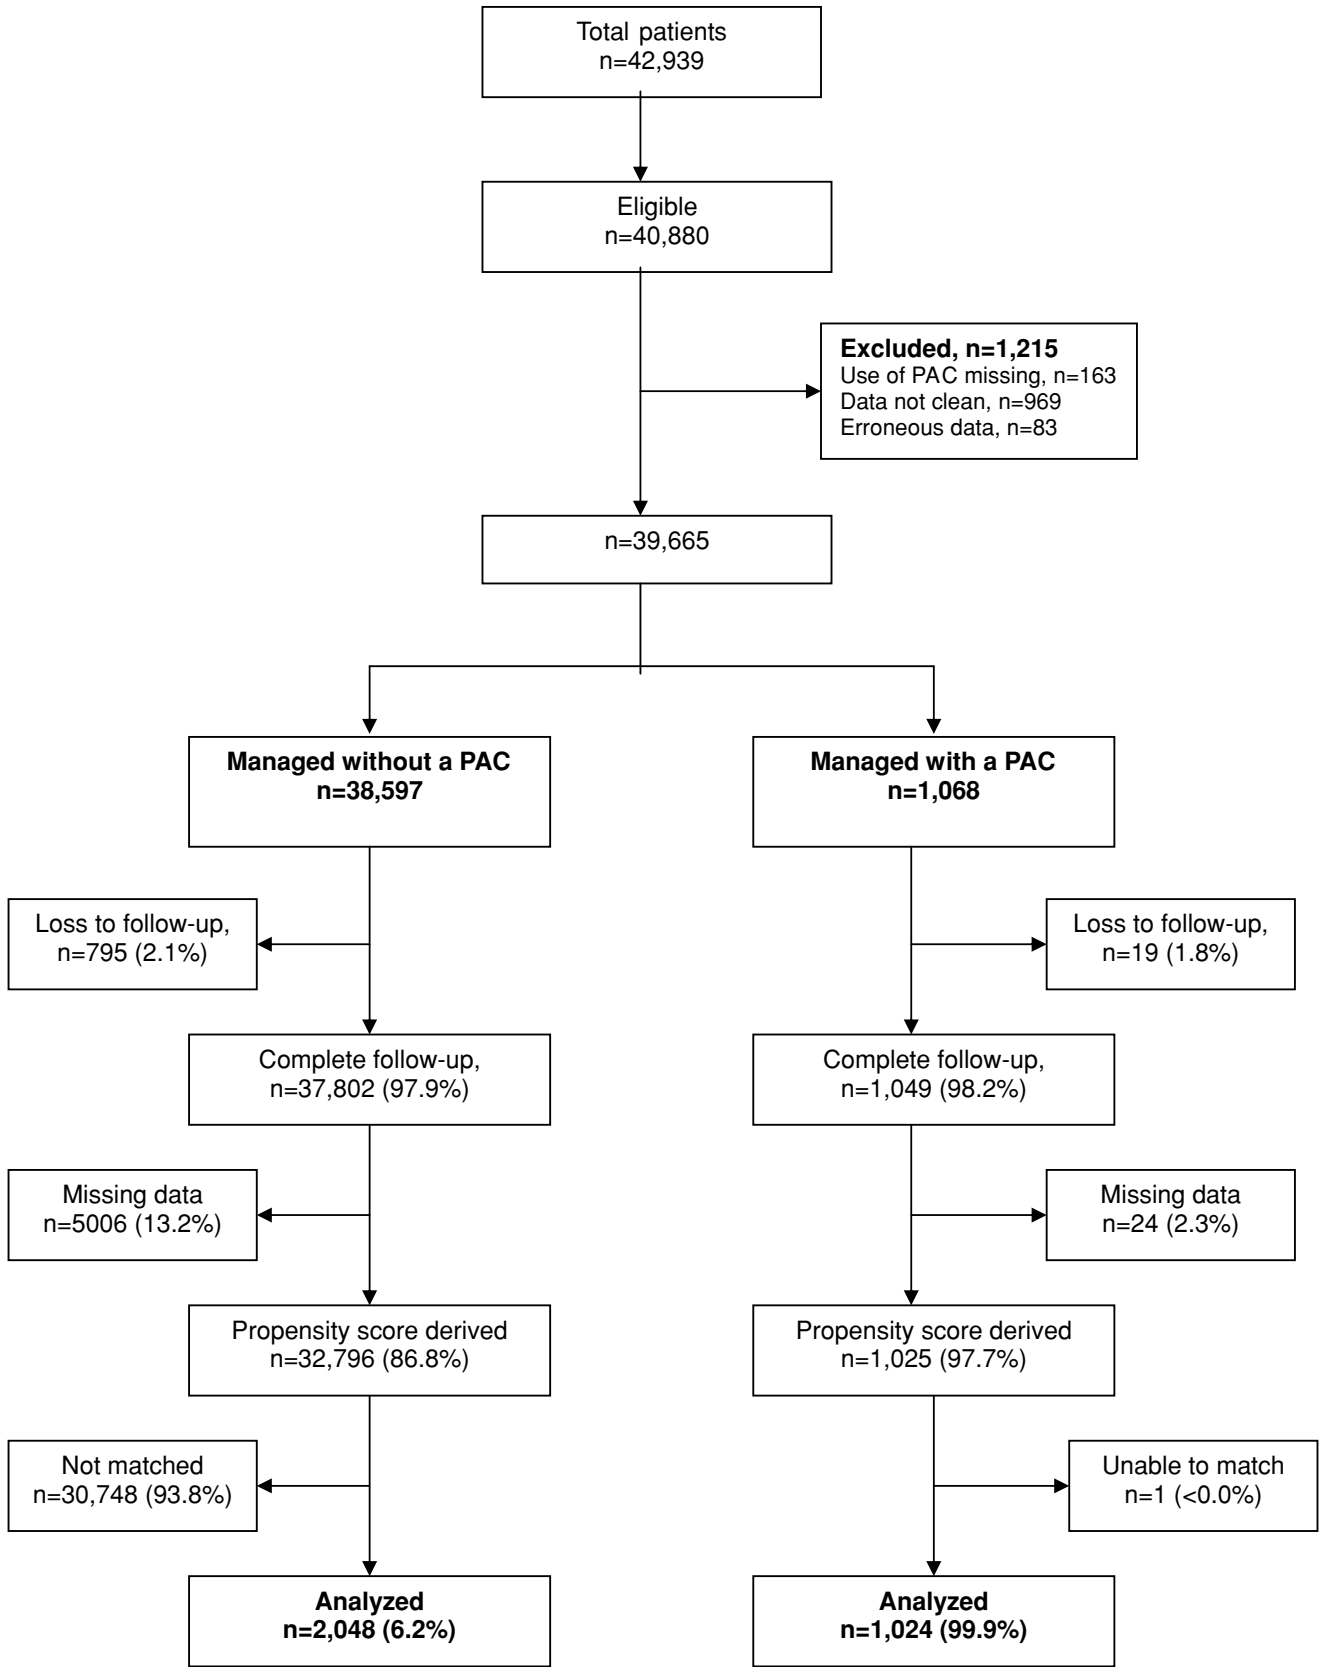 Total patients
n=42,939
Eligible
n=40,880
Excluded, n=1,215
Use of PAC missing, n=163
Data not clean, n=969
Erroneous data, n=83
n=39,665
Managed without a PAC
n=38,597
Managed with a PAC
n=1,068
Loss to follow-up,
n=795 (2.1%)
Loss to follow-up,
n=19 (1.8%)
Complete follow-up,
n=37,802 (97.9%)
Complete follow-up,
n=1,049 (98.2%)
Missing data
n=5006 (13.2%)
Missing data
n=24 (2.3%)
Propensity score derived
n=32,796 (86.8%)
Propensity score derived
n=1,025 (97.7%)
Not matched
n=30,748 (93.8%)
Unable to match
n=1 (<0.0%)
Analyzed
n=2,048 (6.2%)
Analyzed
n=1,024 (99.9%)